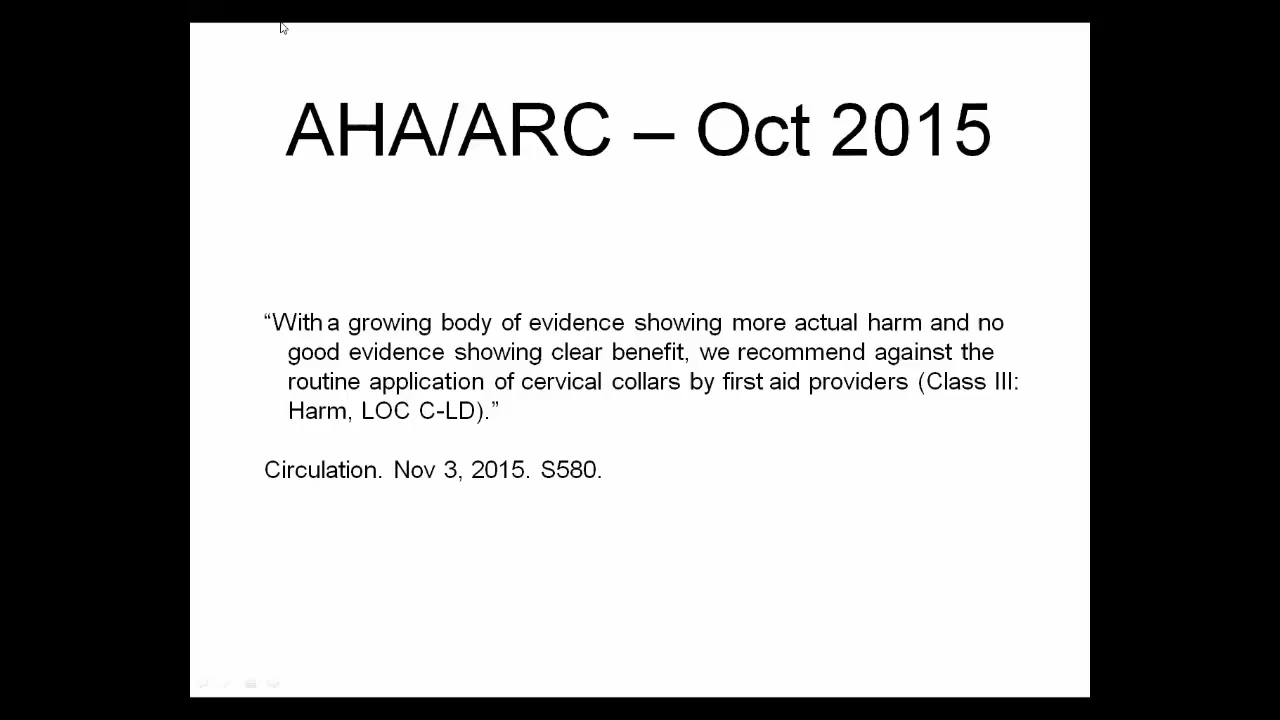 AHA/ARC – Oct 2015
“With a growing body of evidence showing more actual harm and no
good evidence showing clear benefit, we recommend against the
routine application of cervical collars by first aid providers (Class III:
Harm, LOC C-LD).”
Circulation. Nov 3, 2015. S580.